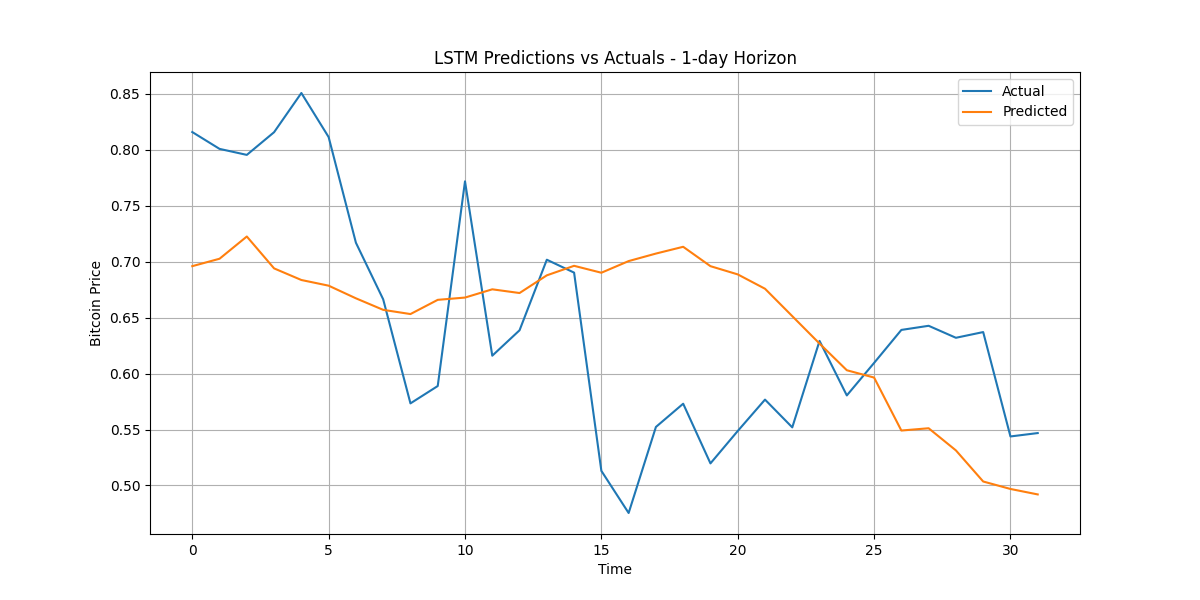 LSTM Predictions vs Actuals - 1-day Horizon
Actual
Predicted
Bitcoin Price
0.85
0.80
0.75
0.70
0.65
0.60
0.55
0.50
0 5 10 15 20 25 30
Time